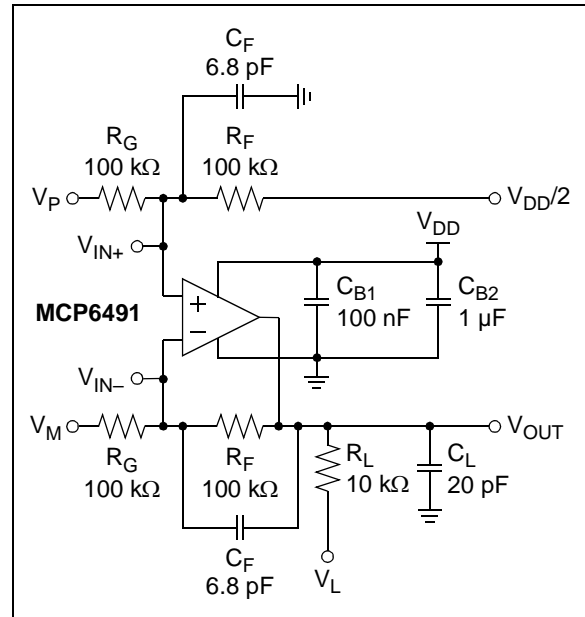 C_F
6.8 pF
R_G
100 kΩ
R_F
100 kΩ
V_P
V_DD/2
V_DD
V_IN+
C_B1
100 nF
C_B2
1 µF
MCP6491
V_IN–
V_M
V_OUT
R_G
100 kΩ
R_F
100 kΩ
R_L
10 kΩ
C_L
20 pF
C_F
6.8 pF
V_L